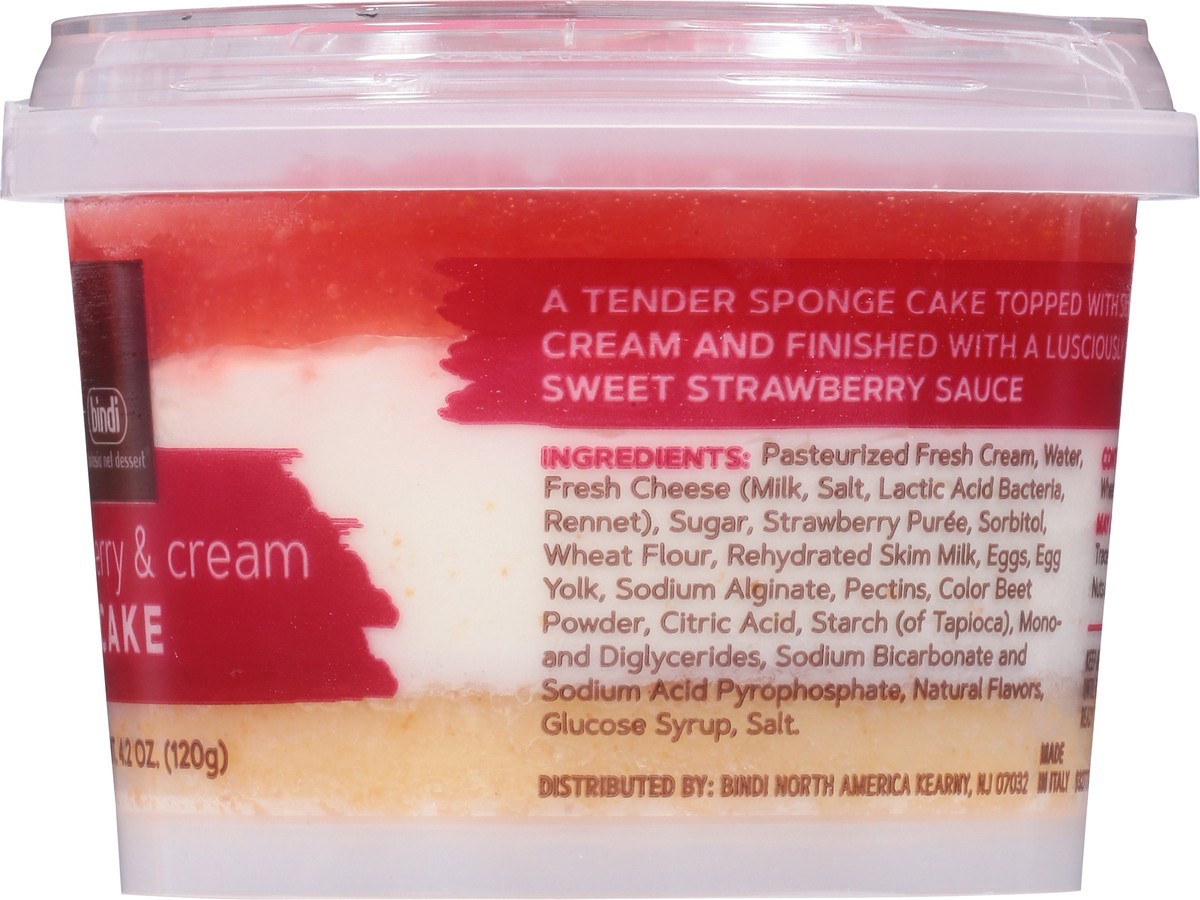 bindi
nel dessert
& cream
CAKE
4.2 OZ. (120g)
A TENDER SPONGE CAKE TOPPED WITH
CREAM AND FINISHED WITH A LUSCIOUSLY
SWEET STRAWBERRY SAUCE
INGREDIENTS: Pasteurized Fresh Cream, Water,
Fresh Cheese (Milk, Salt, Lactic Acid Bacteria,
Rennet), Sugar, Strawberry Purée, Sorbitol,
Wheat Flour, Rehydrated Skim Milk, Eggs, Egg
Yolk, Sodium Alginate, Pectins, Color Beet
Powder, Citric Acid, Starch (of Tapioca), Mono-
and Diglycerides, Sodium Bicarbonate and
Sodium Acid Pyrophosphate, Natural Flavors,
Glucose Syrup, Salt.
DISTRIBUTED BY: BINDI NORTH AMERICA KEARNY, NJ 07032
MADE
IN ITALY